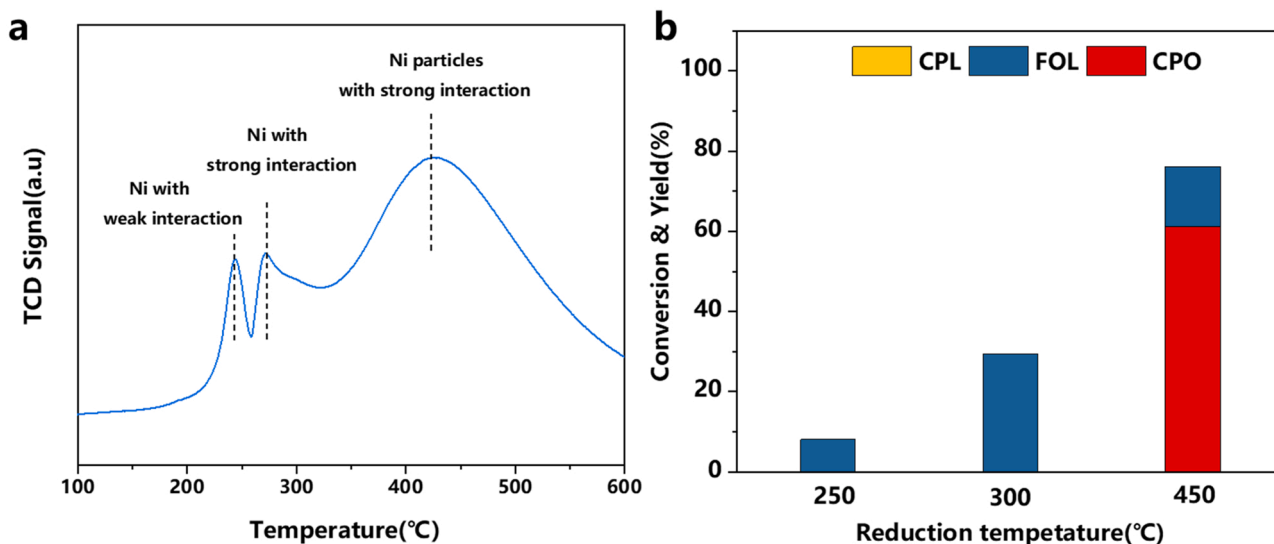 a
Ni particles
with strong interaction
Ni with
strong interaction
Ni with
weak interaction
TCD Signal(a.u)
100 200 300 400 500 600
Temperature(℃)
b
CPL FOL CPO
Conversion & Yield(%)
100
80
60
40
20
0
250 300 450
Reduction tempetature(℃)